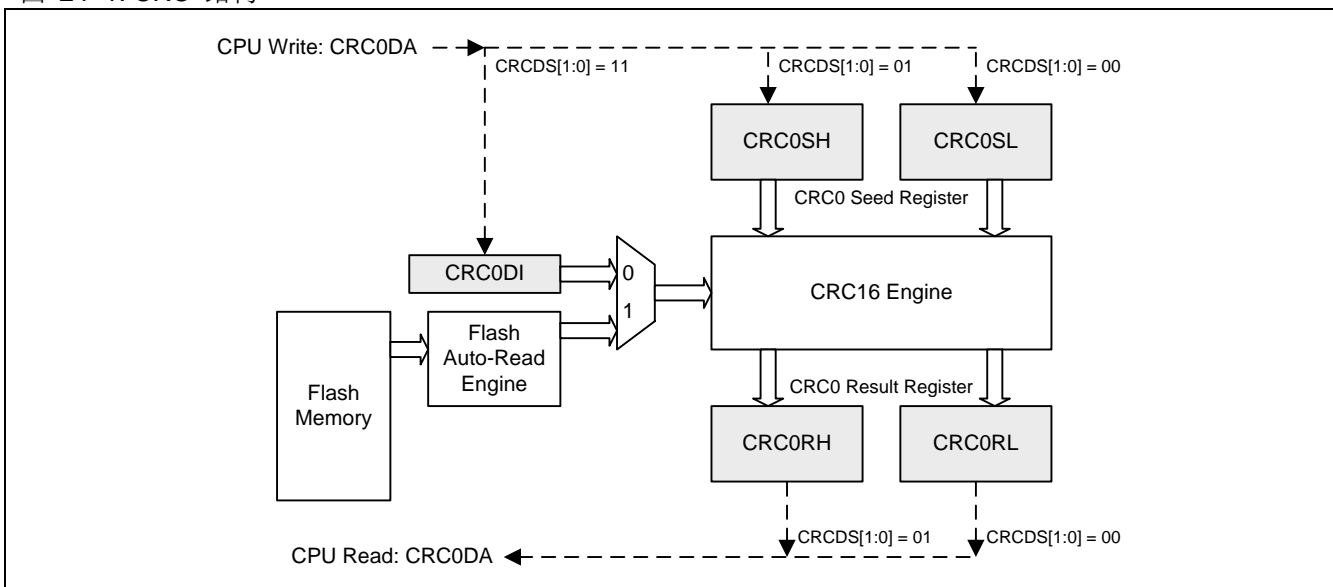 CPU Write: CRC0DA
CRCDS[1:0] = 11
CRCDS[1:0] = 01
CRCDS[1:0] = 00
CRC0SH
CRC0SL
CRC0 Seed Register
CRC0DI
0
1
CRC16 Engine
Flash
Auto-Read
Engine
Flash
Memory
CRC0 Result Register
CRC0RH
CRC0RL
CRCDS[1:0] = 01
CRCDS[1:0] = 00
CPU Read: CRC0DA